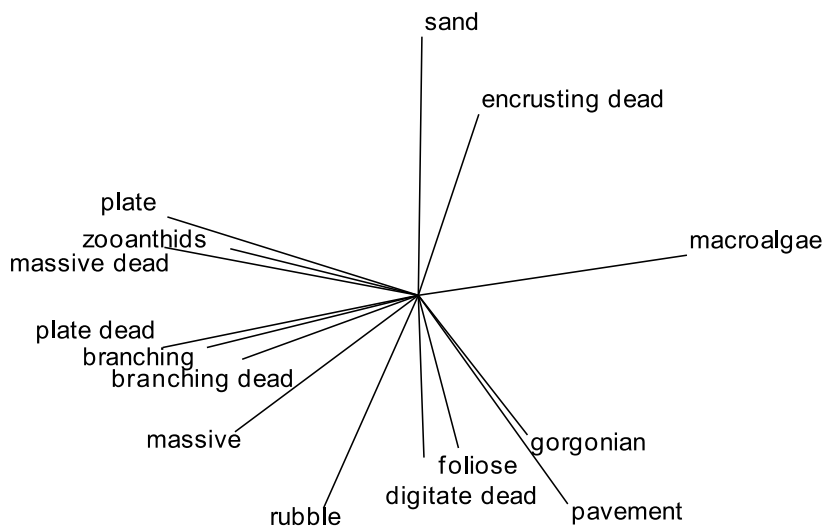 sand
encrusting dead
plate
zooanthids
massive dead
macroalgae
plate dead
branching
branching dead
massive
gorgonian
foliose
digitate dead
rubble
pavement